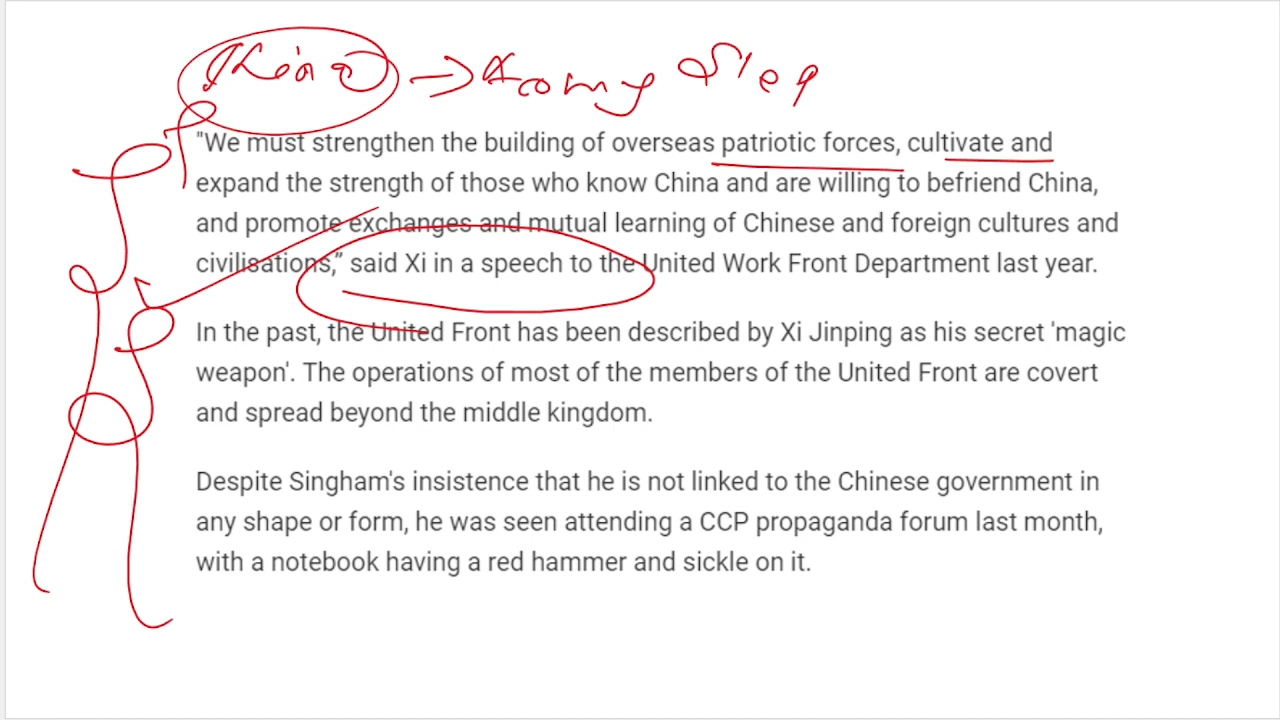 "We must strengthen the building of overseas patriotic forces, cultivate and
expand the strength of those who know China and are willing to befriend China,
and promote exchanges and mutual learning of Chinese and foreign cultures and
civilisations,” said Xi in a speech to the United Work Front Department last year.
In the past, the United Front has been described by Xi Jinping as his secret 'magic
weapon'. The operations of most of the members of the United Front are covert
and spread beyond the middle kingdom.
Despite Singham's insistence that he is not linked to the Chinese government in
any shape or form, he was seen attending a CCP propaganda forum last month,
with a notebook having a red hammer and sickle on it.